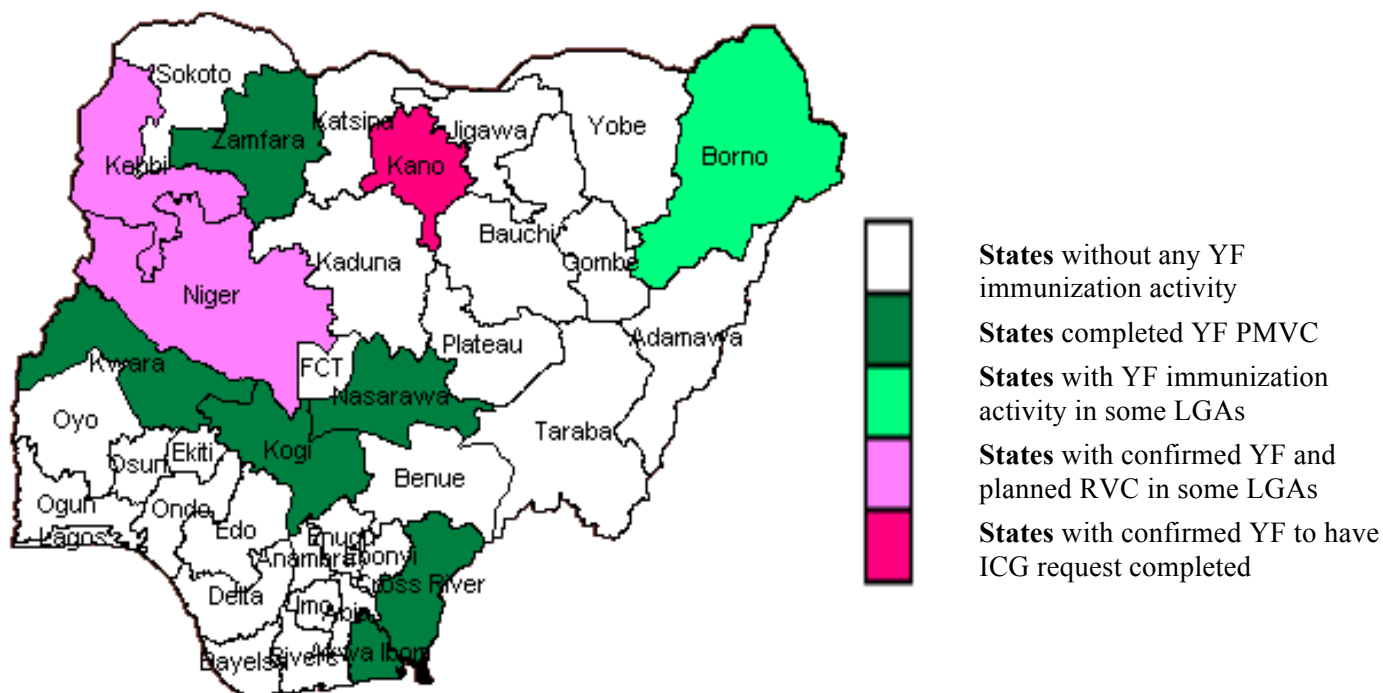 Sokoto
Katsina
Zamfara
Jigawa
Yobe
Borno
Kebbi
Kano
Bauchi
Gombe
Kaduna
Niger
Adamawa
Plateau
Kwara
FCT
Nasarawa
Oyo
Taraba
Kogi
Ekiti
Osun
Benue
Ogun
Ondo
Edo
Lagos
Enugu
Anambra
Ebonyi
Cross River
Delta
Imo
Abia
Bayelsa
Rivers
Akwa Ibom
States without any YF
immunization activity
States completed YF PMVC
States with YF immunization
activity in some LGAs
States with confirmed YF and
planned RVC in some LGAs
States with confirmed YF to have
ICG request completed